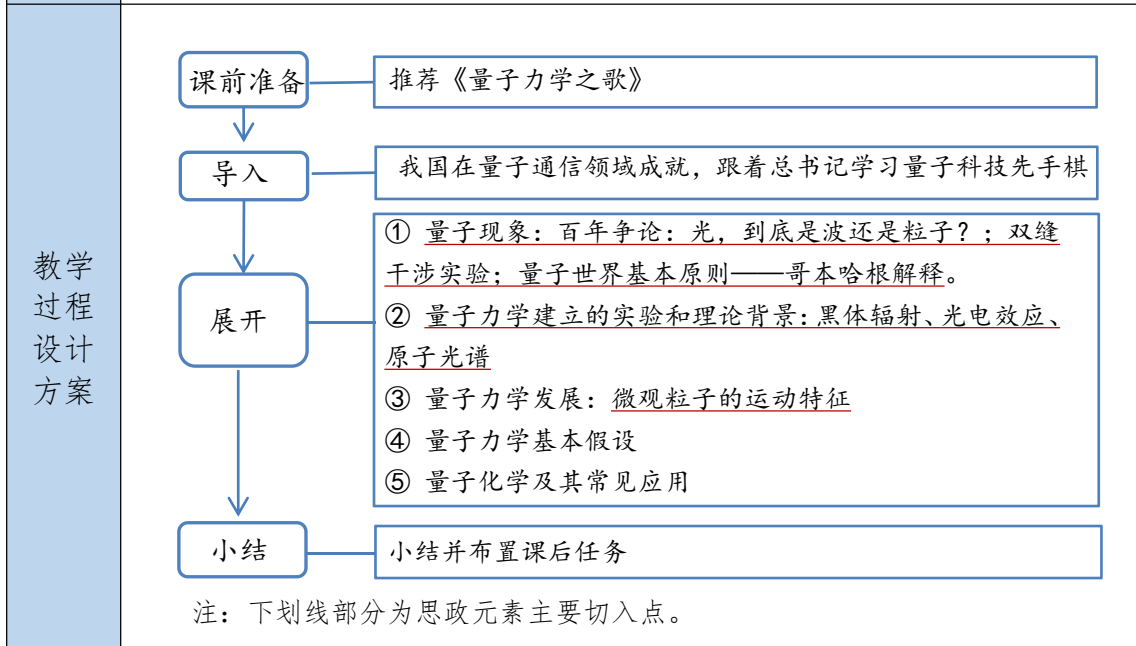 教学
过程
设计
方案
课前准备
推荐《量子力学之歌》
导入
我国在量子通信领域成就，跟着总书记学习量子科技先手棋
展开
① 量子现象：百年争论：光，到底是波还是粒子？；双缝
干涉实验；量子世界基本原则——哥本哈根解释。
② 量子力学建立的实验和理论背景：黑体辐射、光电效应、
原子光谱
③ 量子力学发展：微观粒子的运动特征
④ 量子力学基本假设
⑤ 量子化学及其常见应用
小结
小结并布置课后任务
注：下划线部分为思政元素主要切入点。